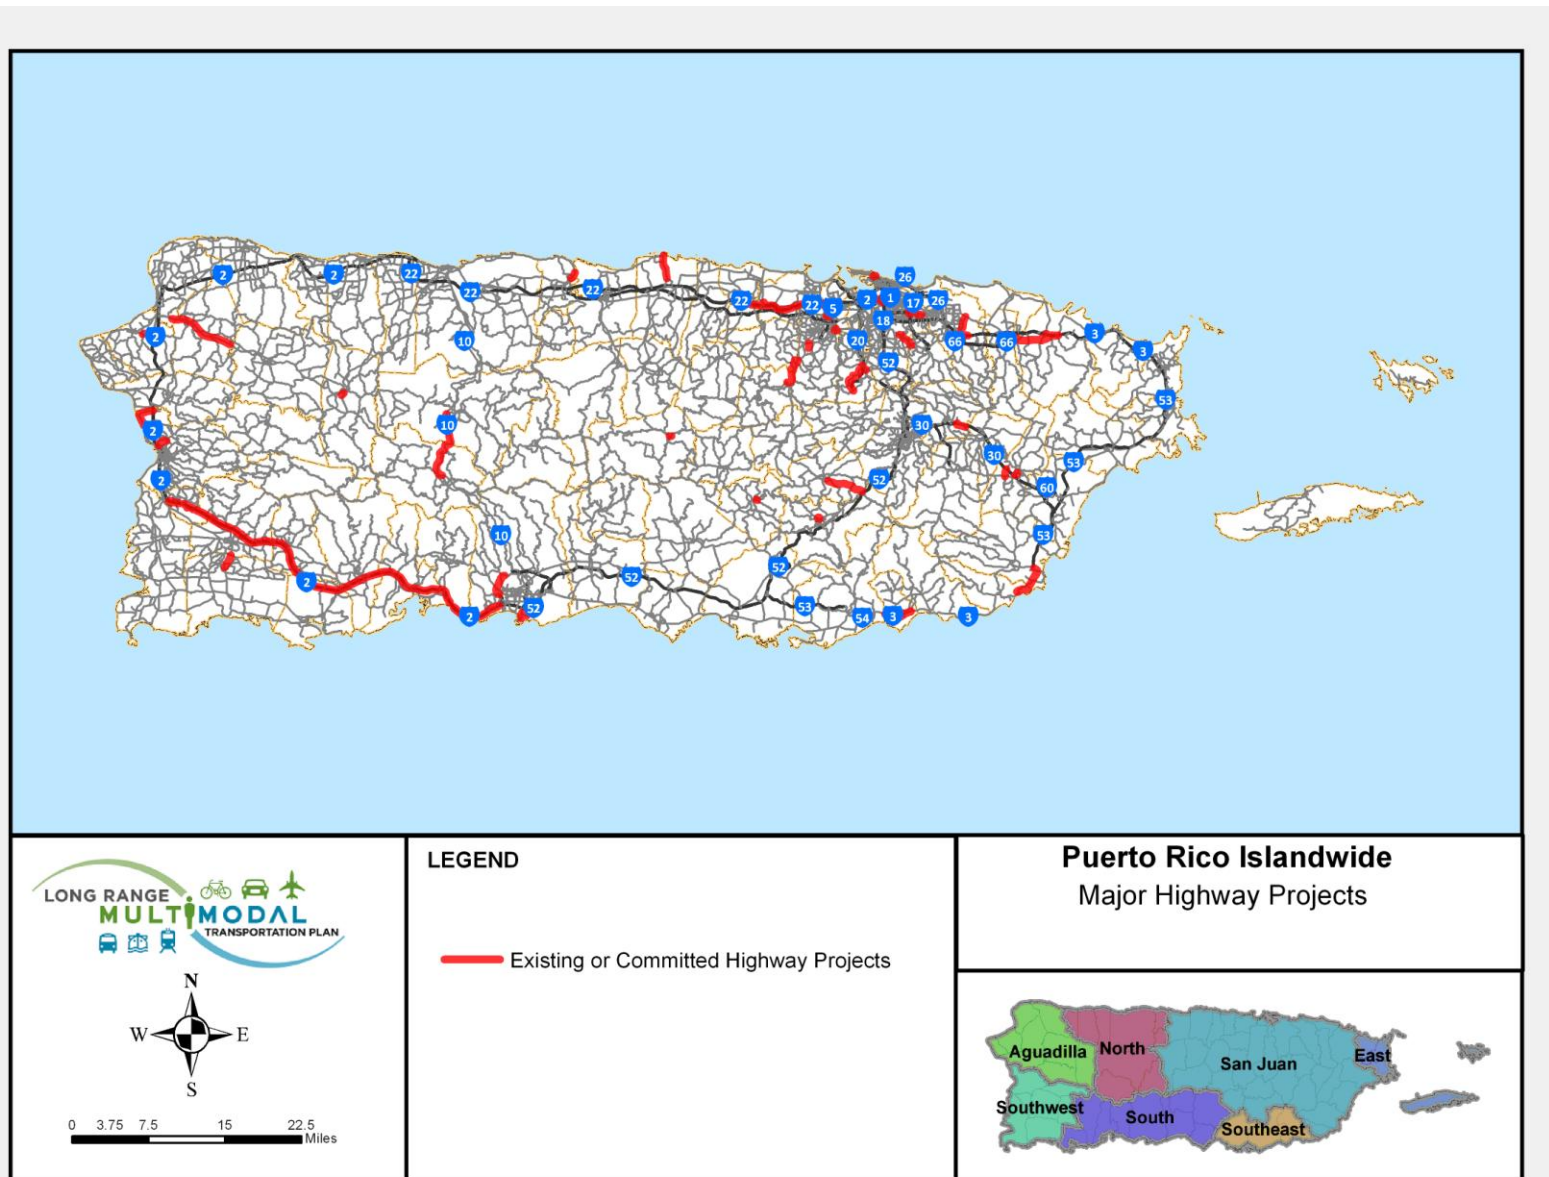 26
2
2
22
22
22
22
22
5
2
1
17
26
18
2
10
20
66
66
3
3
52
53
10
30
2
30
53
2
52
60
10
53
52
52
2
52
53
2
54
3
3
LONG RANGE
MULTIMODAL
TRANSPORTATION PLAN
N
W
E
S
0 3.75 7.5 15 22.5
Miles
LEGEND
Existing or Committed Highway Projects
Puerto Rico Islandwide
Major Highway Projects
Aguadilla
North
San Juan
East
Southwest
South
Southeast